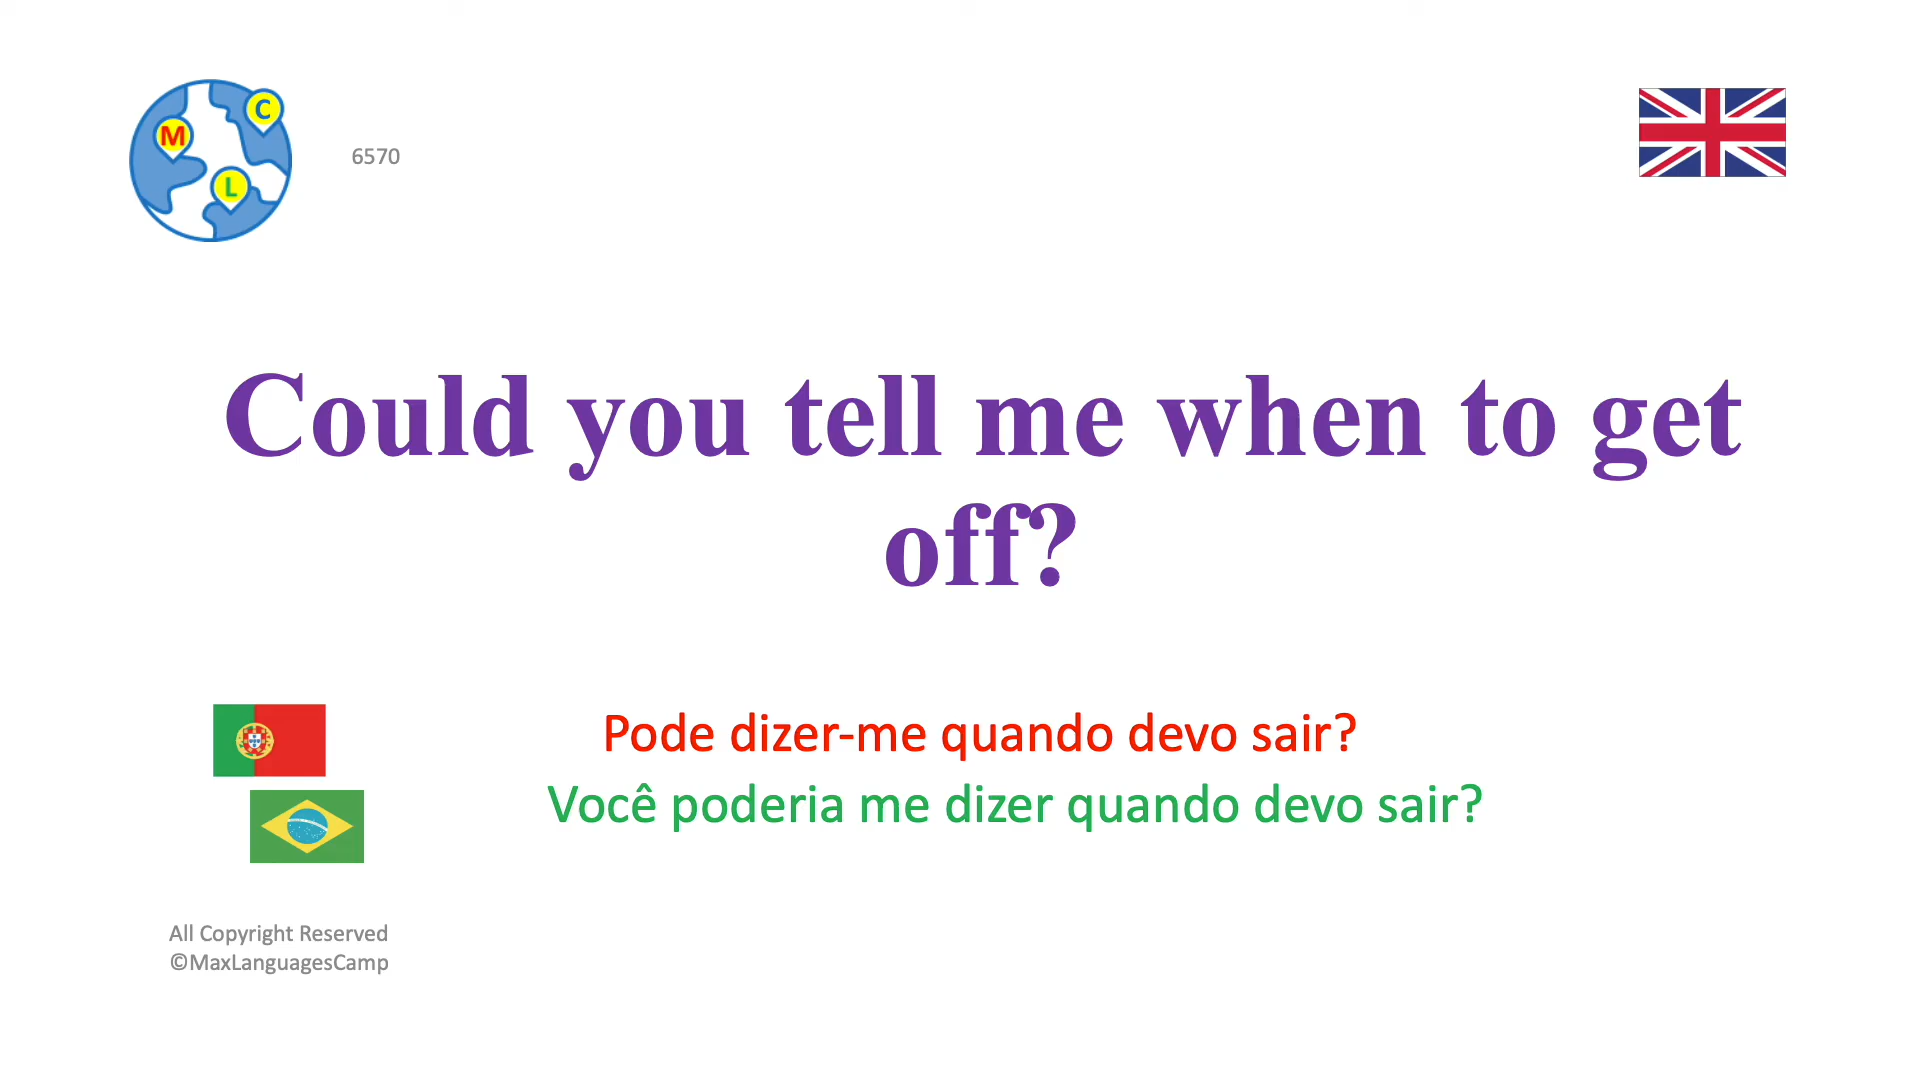 C
M
L
6570
Could you tell me when to get
off?
Pode dizer-me quando devo sair?
Você poderia me dizer quando devo sair?
All Copyright Reserved
©MaxLanguagesCamp